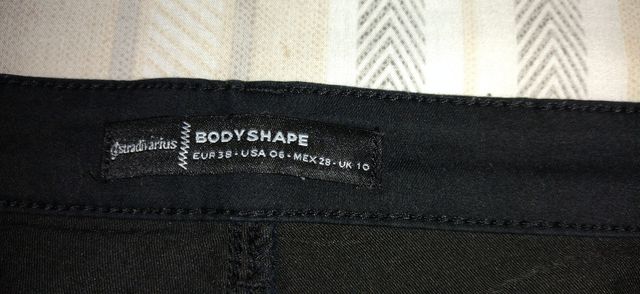 stradivarius
BODYSHAPE
EUR 38 - USA 06 - MEX 28 - UK 10